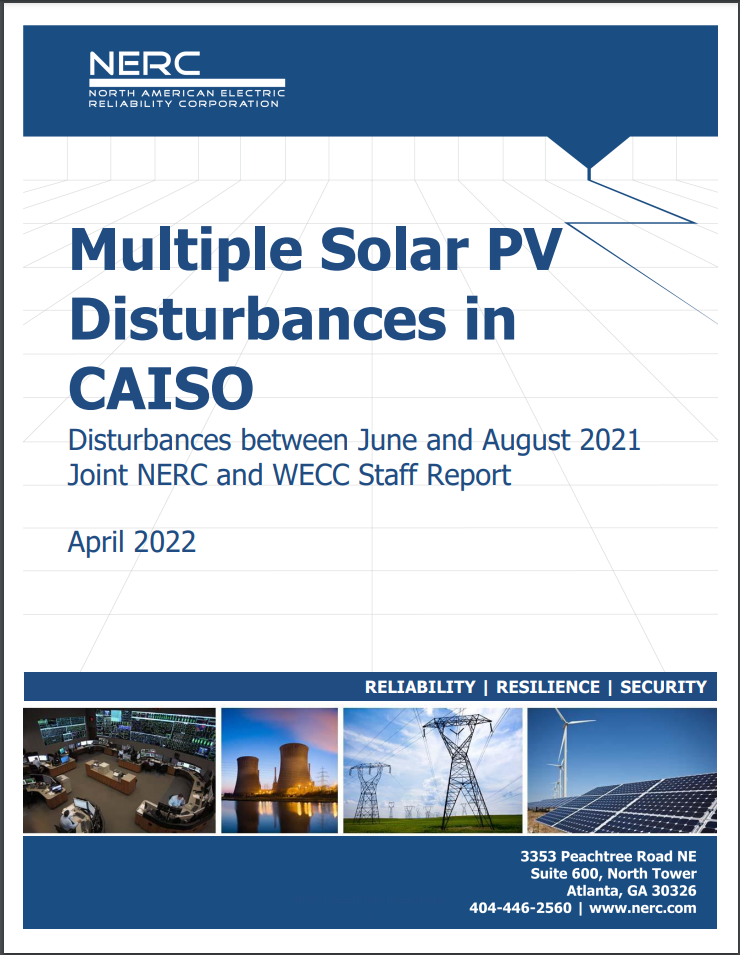 NERC
NORTH AMERICAN ELECTRIC
RELIABILITY CORPORATION
Multiple Solar PV
Disturbances in
CAISO
Disturbances between June and August 2021
Joint NERC and WECC Staff Report
April 2022
RELIABILITY | RESILIENCE | SECURITY
3353 Peachtree Road NE
Suite 600, North Tower
Atlanta, GA 30326
404-446-2560 | www.nerc.com